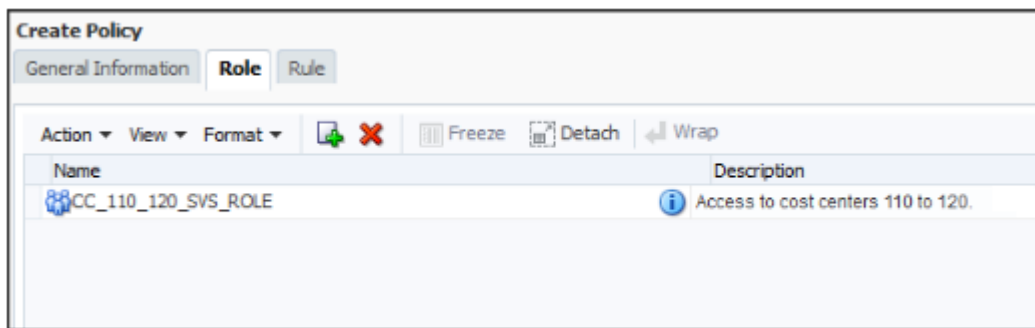 Create Policy
General Information Role Rule
Action View Format Freeze Detach Wrap
Name Description
CC_110_120_SVS_ROLE Access to cost centers 110 to 120.